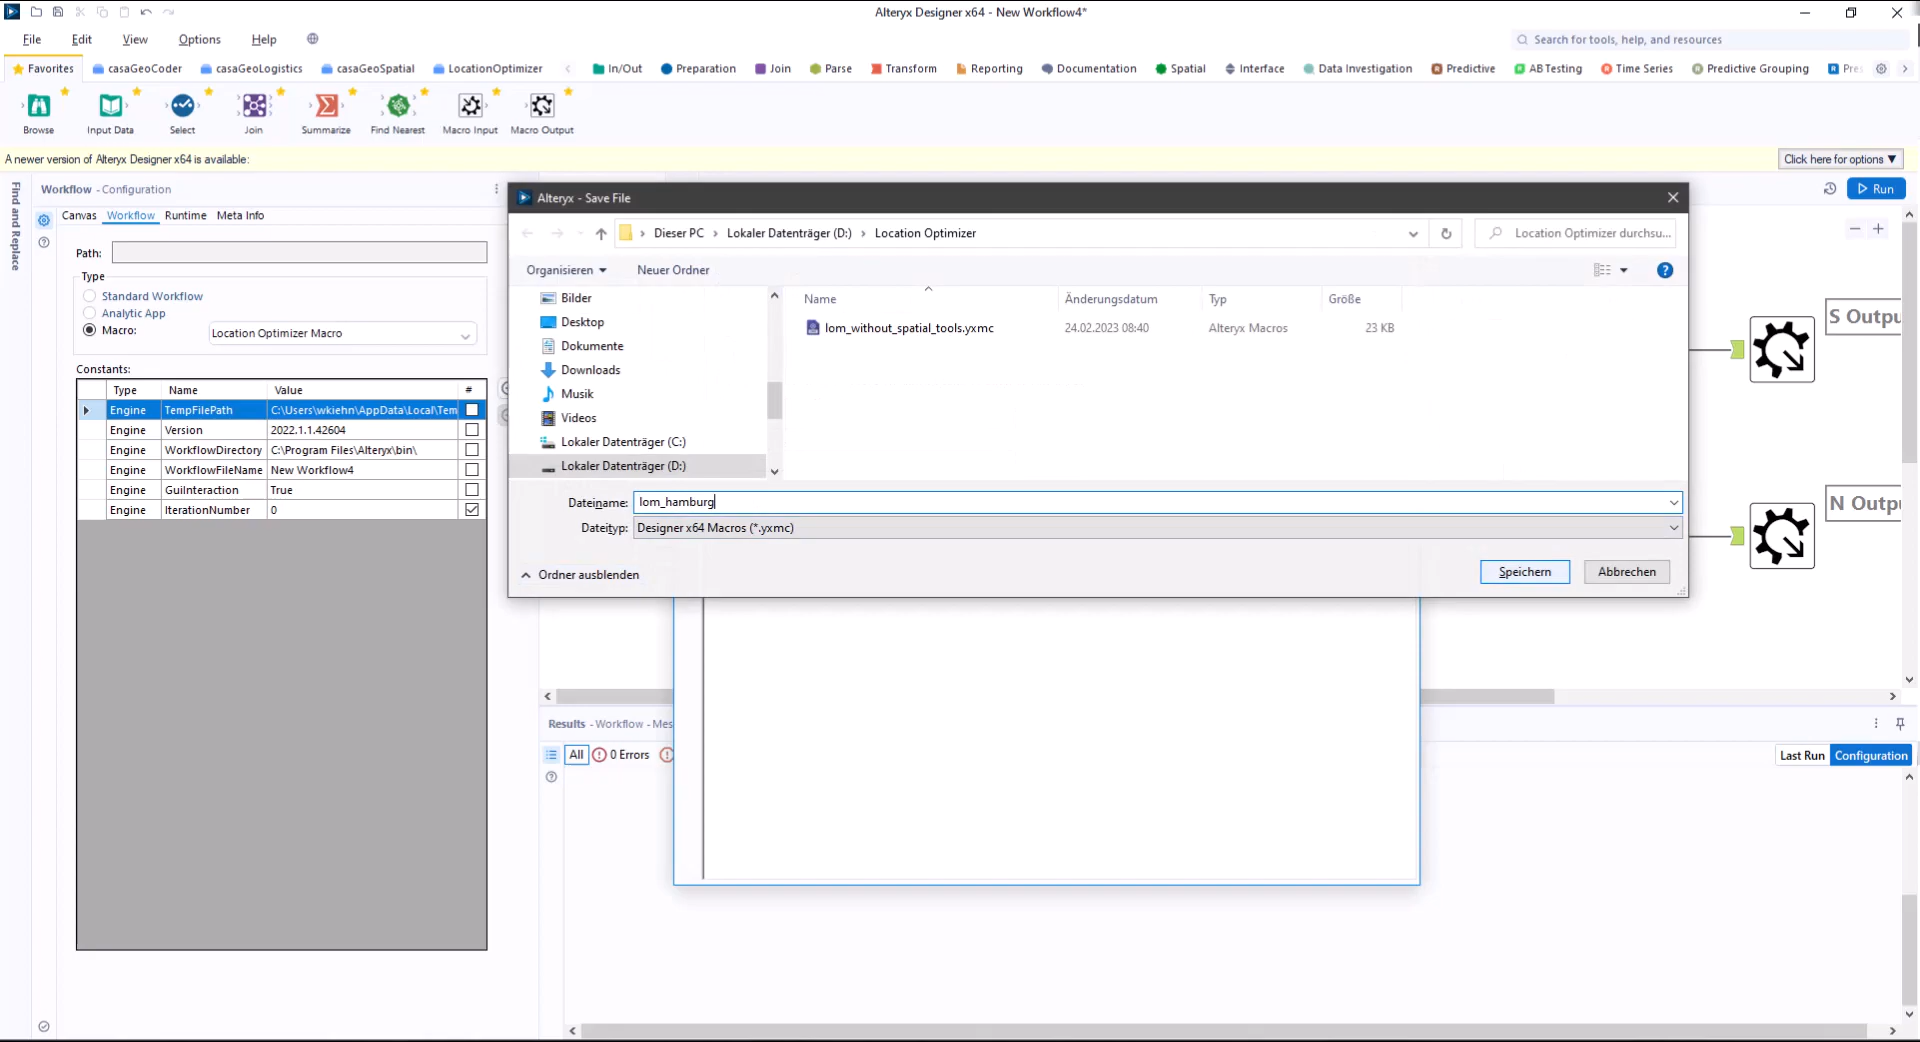 Alteryx Designer x64 - New Workflow4*
File Edit View Options Help
Search for tools, help, and resources
Favorites casaGeoCoder casaGeoLogistics casaGeoSpatial LocationOptimizer In/Out Preparation Join Parse Transform Reporting Documentation Spatial Interface Data Investigation Predictive AB Testing Time Series Predictive Grouping Pres
Browse Input Data Select Join Summarize Find Nearest Macro Input Macro Output
A newer version of Alteryx Designer x64 is available:
Click here for options ▼
Find and Replace
Workflow - Configuration
Run
Canvas Workflow Runtime Meta Info
Path:
Type
Standard Workflow
Analytic App
Macro: Location Optimizer Macro
Constants:
Type Name Value #
Engine TempFilePath C:\Users\wkiehn\AppData\Local\Tem
Engine Version 2022.1.1.42604
Engine WorkflowDirectory C:\Program Files\Alteryx\bin\
Engine WorkflowFileName New Workflow4
Engine GuiInteraction True
Engine IterationNumber 0
Alteryx - Save File
Dieser PC > Lokaler Datenträger (D:) > Location Optimizer
Location Optimizer durchsu...
Organisieren Neuer Ordner
Bilder
Desktop
Dokumente
Downloads
Musik
Videos
Lokaler Datenträger (C:)
Lokaler Datenträger (D:)
Name Änderungsdatum Typ Größe
lom_without_spatial_tools.yxmc 24.02.2023 08:40 Alteryx Macros 23 KB
Dateiname: lom_hamburg
Dateityp: Designer x64 Macros (*.yxmc)
Ordner ausblenden
Speichern Abbrechen
S Outpu
N Outpu
Results - Workflow - Mes
All 0 Errors
Last Run Configuration